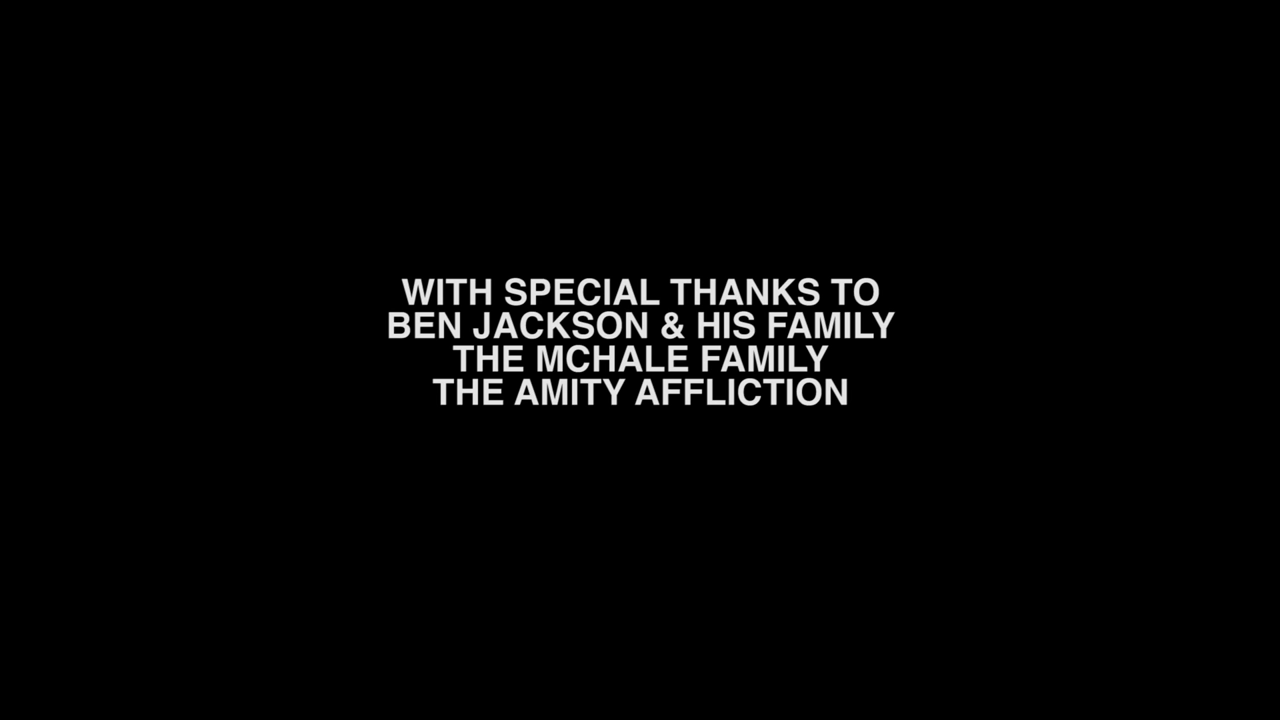 WITH SPECIAL THANKS TO
BEN JACKSON & HIS FAMILY
THE MCHALE FAMILY
THE AMITY AFFLICTION